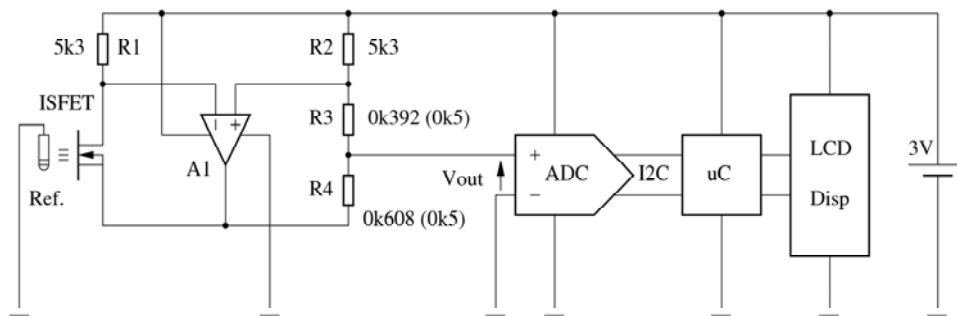 5k3
R1
R2
5k3
ISFET
R3
0k392 (0k5)
A1
Ref.
R4
0k608 (0k5)
Vout
+
−
ADC
I2C
uC
LCD
Disp
3V
− +